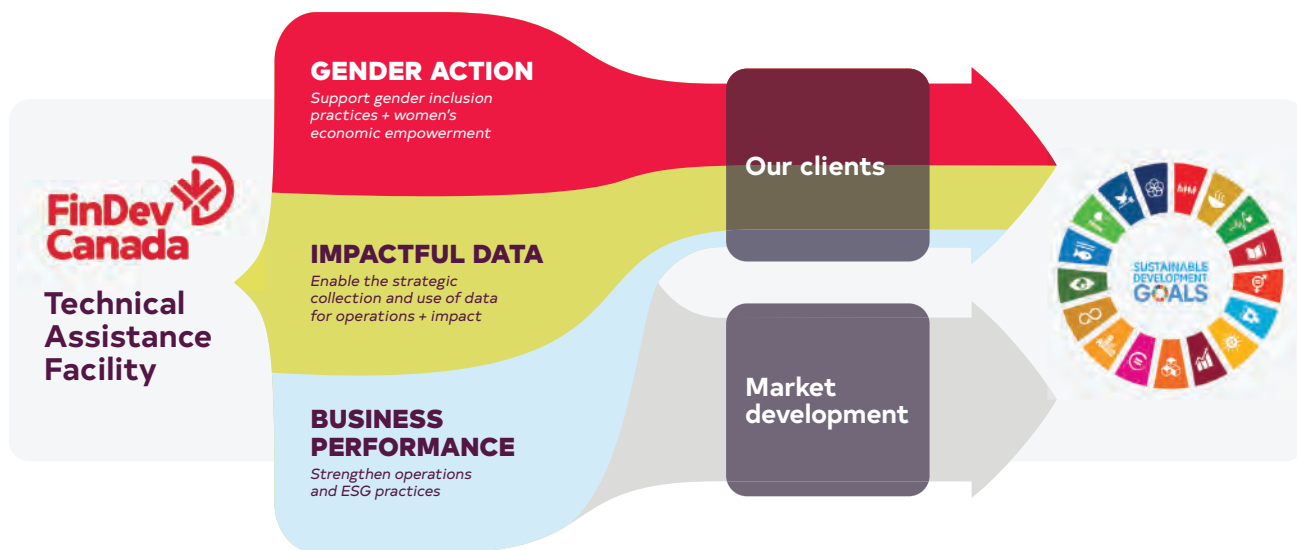 FinDev
Canada
Technical
Assistance
Facility
GENDER ACTION
Support gender inclusion
practices + women's
economic empowerment
IMPACTFUL DATA
Enable the strategic
collection and use of data
for operations + impact
BUSINESS
PERFORMANCE
Strengthen operations
and ESG practices
Our clients
Market
development
SUSTAINABLE
DEVELOPMENT
GOALS